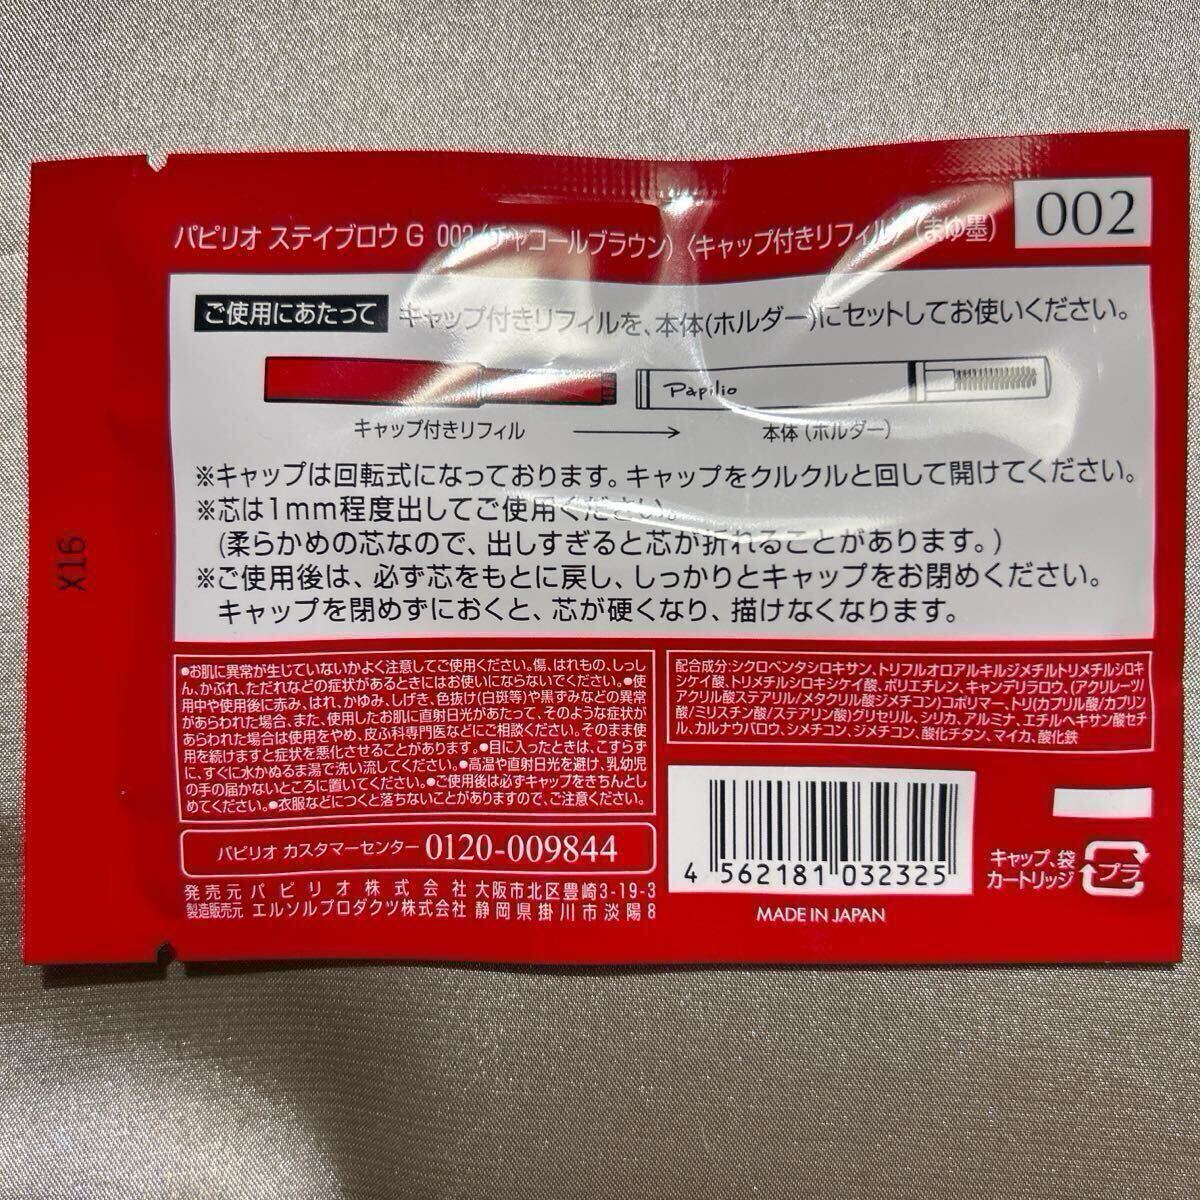 パピリオ ステイブロウ G 002 (チャコールブラウン) 〈キャップ付きリフィル〉 (まゆ墨)
002
ご使用にあたって キャップ付きリフィルを、本体(ホルダー)にセットしてお使いください。
Papilio
キャップ付きリフィル
本体 (ホルダー)
※キャップは回転式になっております。キャップをクルクルと回して開けてください。
※芯は1mm程度出してご使用ください。
(柔らかめの芯なので、出しすぎると芯が折れることがあります。)
※ご使用後は、必ず芯をもとに戻し、しっかりとキャップをお閉めください。
キャップを閉めずにおくと、芯が硬くなり、描けなくなります。
X16
●お肌に異常が生じていないかよく注意してご使用ください。傷、はれもの、しっし
ん、かぶれ、ただれなどの症状があるときにはお使いにならないでください。●使
用中や使用後に赤み、はれ、かゆみ、しげき、色抜け(白斑等)や黒ずみなどの異常
があらわれた場合、また、使用したお肌に直射日光があたって、そのような症状が
あらわれた場合は使用をやめ、皮ふ科専門医などにご相談ください。そのまま使
用を続けますと症状を悪化させることがあります。●目に入ったときは、こすらず
に、すぐに水かぬるま湯で洗い流してください。●高温や直射日光を避け、乳幼児
の手の届かないところに置いてください。●ご使用後は必ずキャップをきちんとし
めてください。●衣服などにつくと落ちないことがありますので、ご注意ください。
配合成分:シクロペンタシロキサン、トリフルオロアルキルジメチルトリメチルシロキ
シケイ酸、トリメチルシロキシケイ酸、ポリエチレン、キャンデリラロウ、(アクリレーツ/
アクリル酸ステアリル/メタクリル酸ジメチコン)コポリマー、トリ(カプリル酸/カプリン
酸/ミリスチン酸/ステアリン酸)グリセリル、シリカ、アルミナ、エチルヘキサン酸セチ
ル、カルナウバロウ、シメチコン、ジメチコン、酸化チタン、マイカ、酸化鉄
パピリオ カスタマーセンター 0120-009844
発売元 パピリオ株式会社 大阪市北区豊崎3-19-3
製造販売元 エルソルプロダクツ株式会社 静岡県掛川市淡陽8
4 562181 032325
MADE IN JAPAN
キャップ、袋
カートリッジ
プラ